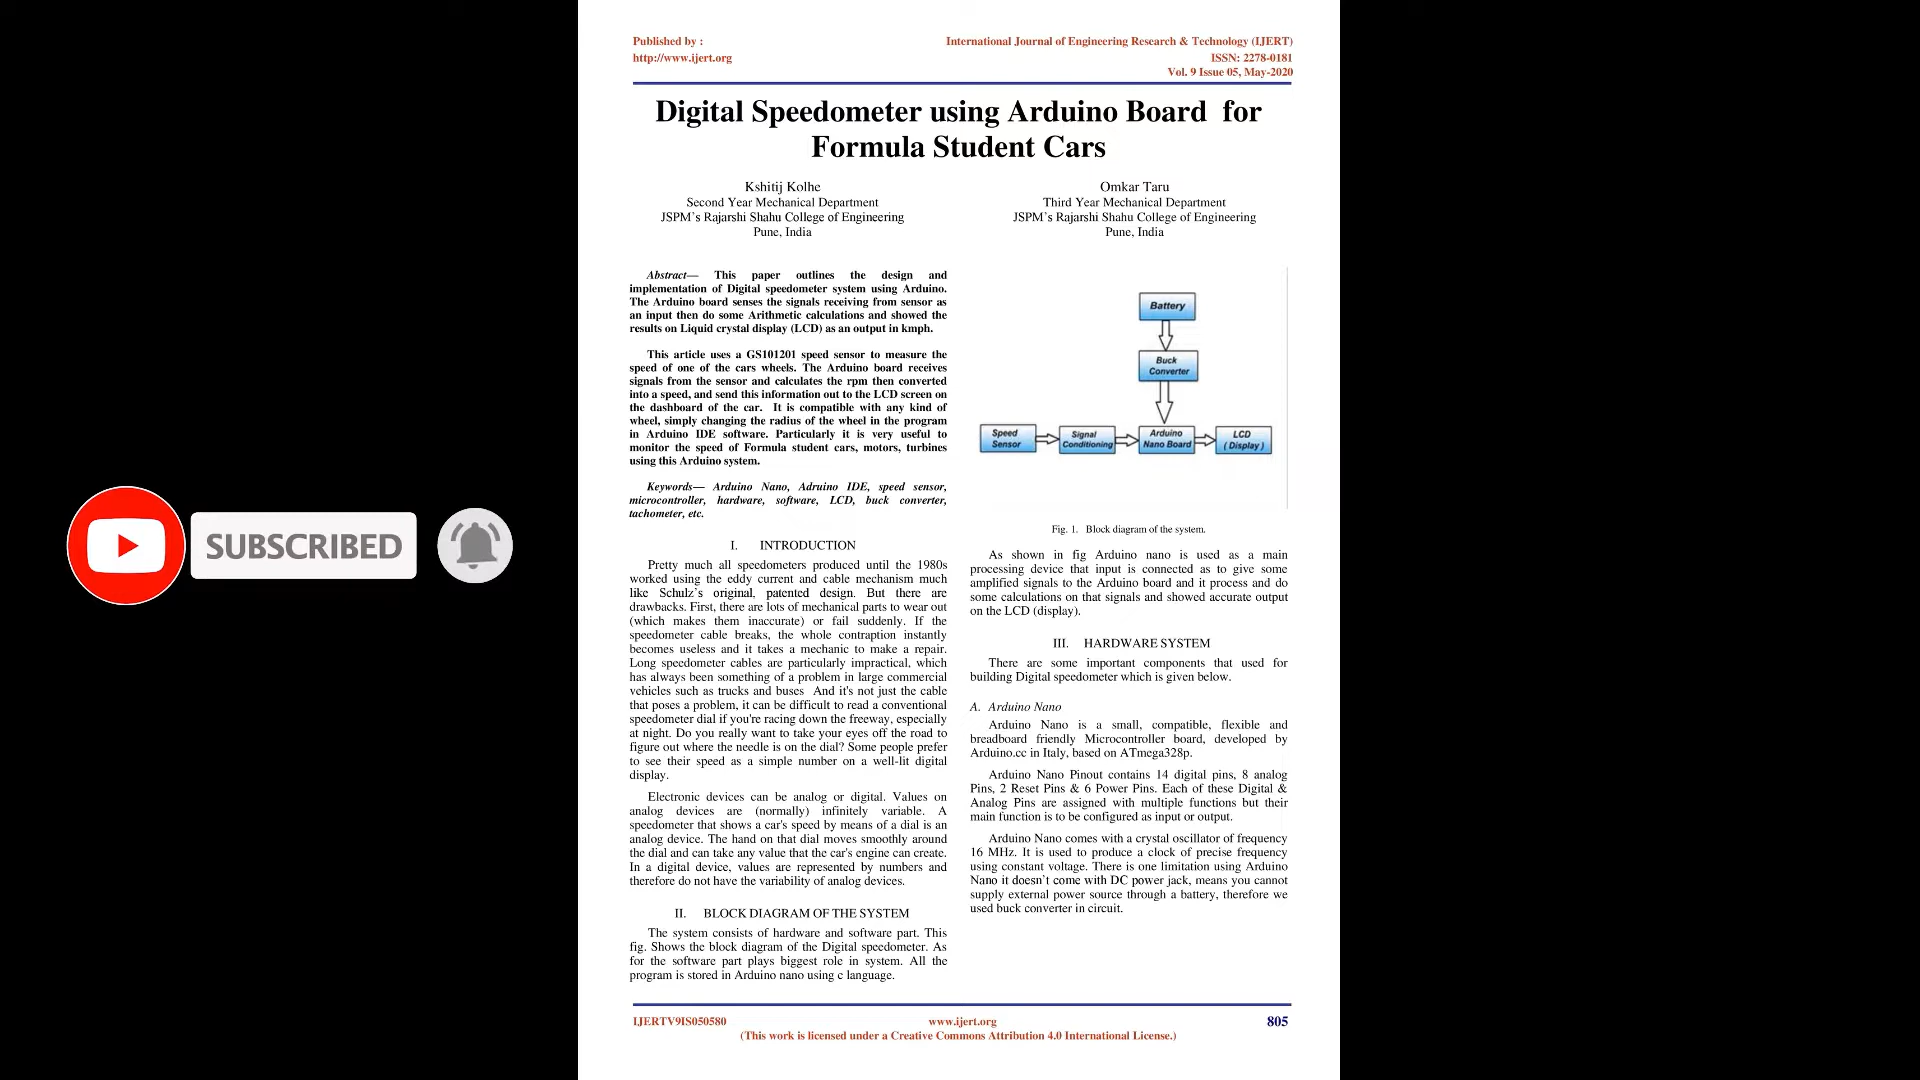 Published by :
http://www.ijert.org
International Journal of Engineering Research & Technology (IJERT)
ISSN: 2278-0181
Vol. 9 Issue 05, May-2020
Digital Speedometer using Arduino Board for
Formula Student Cars
Kshitij Kolhe
Second Year Mechanical Department
JSPM’s Rajarshi Shahu College of Engineering
Pune, India
Omkar Taru
Third Year Mechanical Department
JSPM’s Rajarshi Shahu College of Engineering
Pune, India
Abstract— This paper outlines the design and
implementation of Digital speedometer system using Arduino.
The Arduino board senses the signals receiving from sensor as
an input then do some Arithmetic calculations and showed the
results on Liquid crystal display (LCD) as an output in kmph.
This article uses a GS101201 speed sensor to measure the
speed of one of the cars wheels. The Arduino board receives
signals from the sensor and calculates the rpm then converted
into a speed, and send this information out to the LCD screen on
the dashboard of the car. It is compatible with any kind of
wheel, simply changing the radius of the wheel in the program
in Arduino IDE software. Particularly it is very useful to
monitor the speed of Formula student cars, motors, turbines
using this Arduino system.
Keywords— Arduino Nano, Adruino IDE, speed sensor,
microcontroller, hardware, software, LCD, buck converter,
tachometer, etc.
I. INTRODUCTION
Pretty much all speedometers produced until the 1980s
worked using the eddy current and cable mechanism much
like Schulz’s original, patented design. But there are
drawbacks. First, there are lots of mechanical parts to wear out
(which makes them inaccurate) or fail suddenly. If the
speedometer cable breaks, the whole contraption instantly
becomes useless and it takes a mechanic to make a repair.
Long speedometer cables are particularly impractical, which
has always been something of a problem in large commercial
vehicles such as trucks and buses And it's not just the cable
that poses a problem, it can be difficult to read a conventional
speedometer dial if you're racing down the freeway, especially
at night. Do you really want to take your eyes off the road to
figure out where the needle is on the dial? Some people prefer
to see their speed as a simple number on a well-lit digital
display.
Electronic devices can be analog or digital. Values on
analog devices are (normally) infinitely variable. A
speedometer that shows a car's speed by means of a dial is an
analog device. The hand on that dial moves smoothly around
the dial and can take any value that the car's engine can create.
In a digital device, values are represented by numbers and
therefore do not have the variability of analog devices.
II. BLOCK DIAGRAM OF THE SYSTEM
The system consists of hardware and software part. This
fig. Shows the block diagram of the Digital speedometer. As
for the software part plays biggest role in system. All the
program is stored in Arduino nano using c language.
Battery
Buck
Converter
Speed
Sensor
Signal
Conditioning
Arduino
Nano Board
LCD
( Display )
Fig. 1. Block diagram of the system.
As shown in fig Arduino nano is used as a main
processing device that input is connected as to give some
amplified signals to the Arduino board and it process and do
some calculations on that signals and showed accurate output
on the LCD (display).
III. HARDWARE SYSTEM
There are some important components that used for
building Digital speedometer which is given below.
A. Arduino Nano
Arduino Nano is a small, compatible, flexible and
breadboard friendly Microcontroller board, developed by
Arduino.cc in Italy, based on ATmega328p.
Arduino Nano Pinout contains 14 digital pins, 8 analog
Pins, 2 Reset Pins & 6 Power Pins. Each of these Digital &
Analog Pins are assigned with multiple functions but their
main function is to be configured as input or output.
Arduino Nano comes with a crystal oscillator of frequency
16 MHz. It is used to produce a clock of precise frequency
using constant voltage. There is one limitation using Arduino
Nano it doesn’t come with DC power jack, means you cannot
supply external power source through a battery, therefore we
used buck converter in circuit.
SUBSCRIBED
IJERTV9IS050580
www.ijert.org
805
(This work is licensed under a Creative Commons Attribution 4.0 International License.)